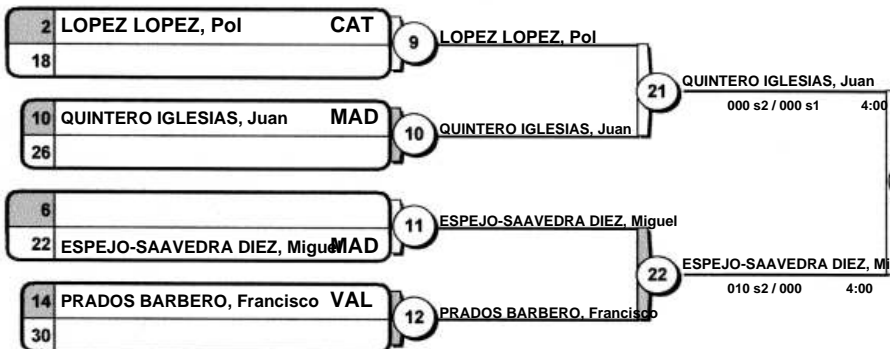 2 LOPEZ LOPEZ, Pol CAT
18
9 LOPEZ LOPEZ, Pol
10 QUINTERO IGLESIAS, Juan MAD
26
10 QUINTERO IGLESIAS, Juan
21 QUINTERO IGLESIAS, Juan
000 s2 / 000 s1 4:00
6
22 ESPEJO-SAAVEDRA DIEZ, Miguel MAD
11 ESPEJO-SAAVEDRA DIEZ, Miguel
14 PRADOS BARBERO, Francisco VAL
30
12 PRADOS BARBERO, Francisco
22 ESPEJO-SAAVEDRA DIEZ, Mi
010 s2 / 000 4:00